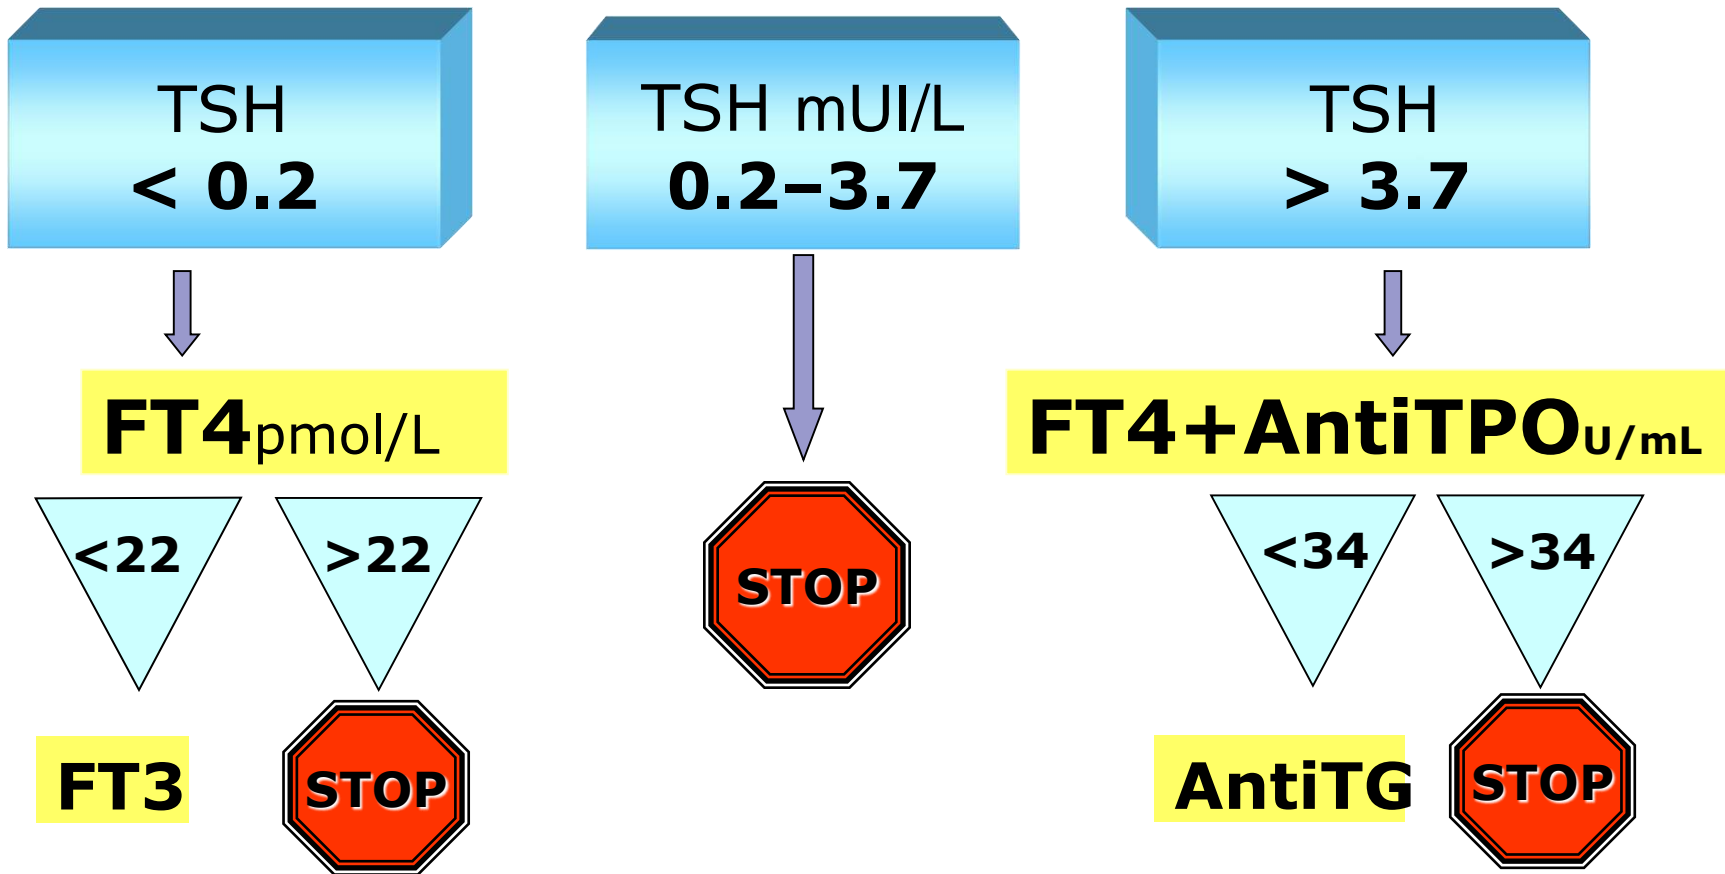 TSH
< 0.2
TSH mUI/L
0.2–3.7
TSH
> 3.7
FT4pmol/L
FT4+AntiTPOU/mL
<22
>22
<34
>34
STOP
FT3
STOP
AntiTG
STOP